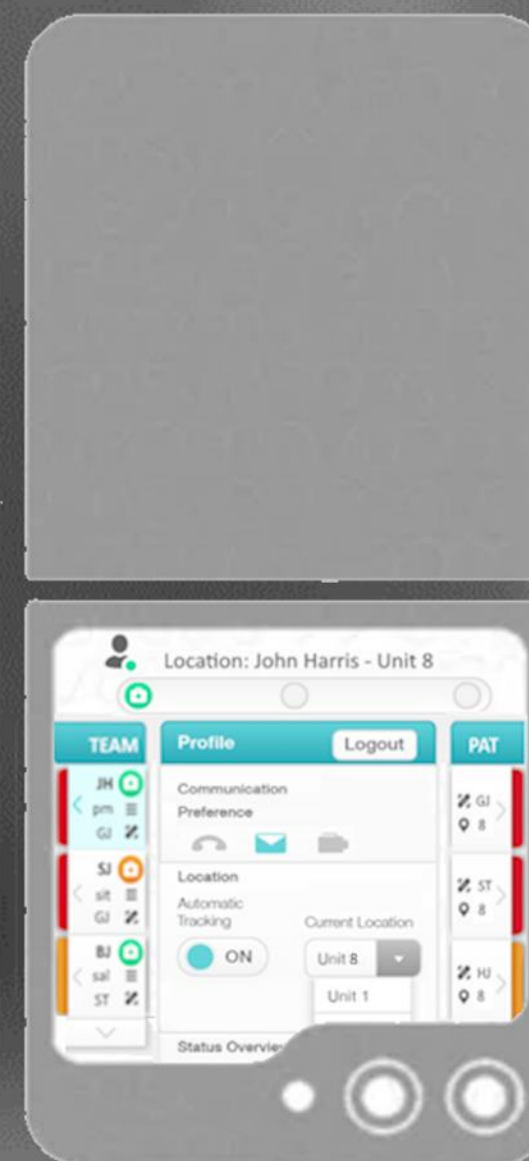 Location: John Harris - Unit 8
TEAM
JH
pm
GJ
SJ
sit
GJ
BJ
sal
ST
Profile
Logout
Communication
Preference
Location
Automatic
Tracking
ON
Current Location
Unit 8
Unit 1
Status Overvie
PAT
GJ
8
ST
8
HJ
8